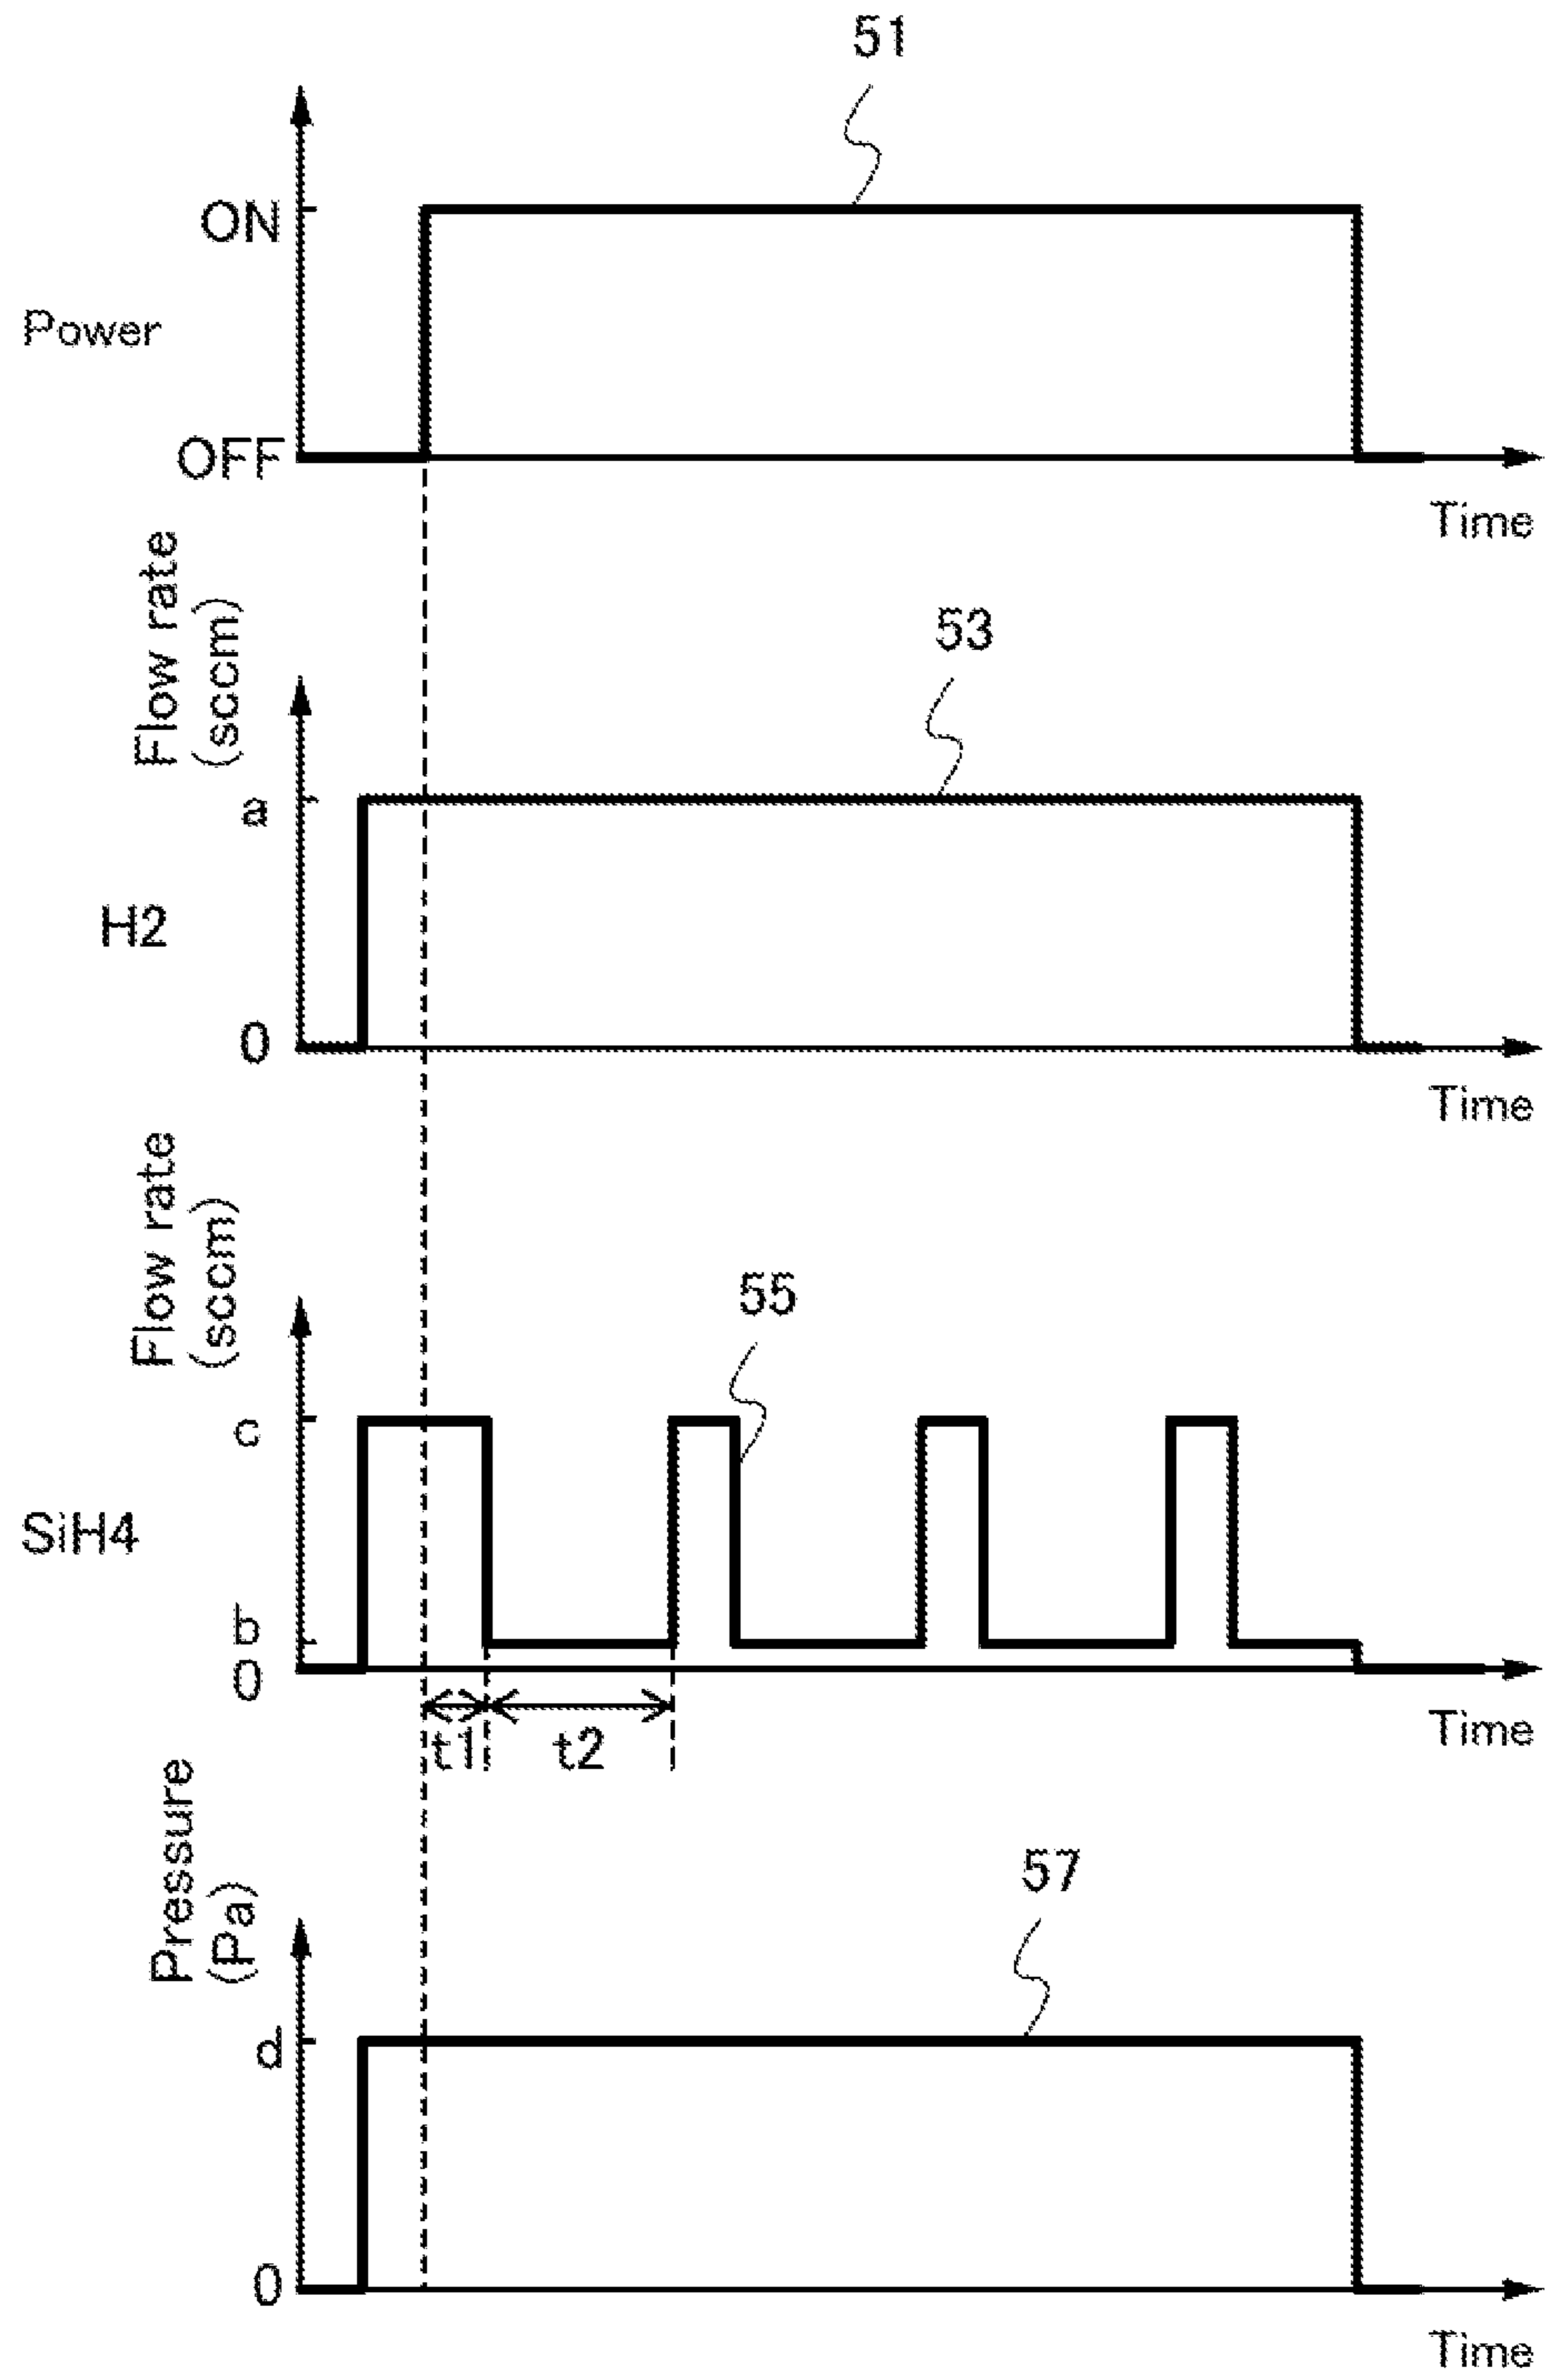 51
ON
Power
OFF
Time
Flow rate
(sccm)
53
a
H2
0
Time
Flow rate
(sccm)
55
c
SiH4
b
0
t1
t2
Time
Pressure
(Pa)
57
d
0
Time